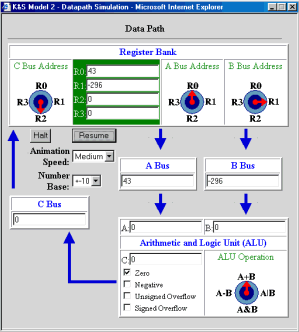 K&S Model 2 - Datapath Simulation - Microsoft Internet Explorer
Data Path
Register Bank
C Bus Address
R0
R3 R1
R2
R0: 43
R1: -296
R2: 0
R3: 0
A Bus Address
R0
R3 R1
R2
B Bus Address
R0
R3 R1
R2
Halt
Resume
Animation Speed: Medium
Number Base: +-10
A Bus
43
B Bus
-296
C Bus
0
A: 0
B: 0
Arithmetic and Logic Unit (ALU)
C: 0
Zero
Negative
Unsigned Overflow
Signed Overflow
ALU Operation
A+B
A-B A|B
A&B